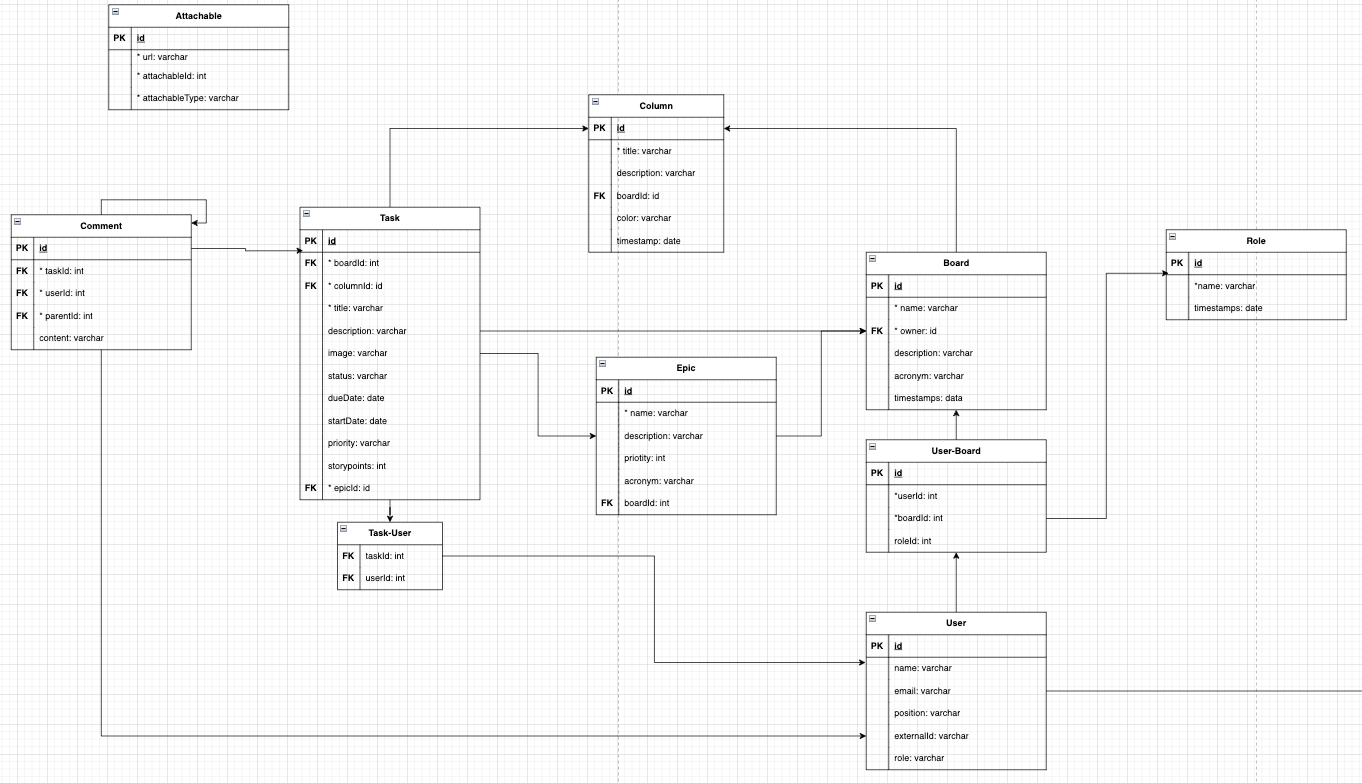 Attachable
PK id
* url: varchar
* attachableId: int
* attachableType: varchar
Column
PK id
* title: varchar
description: varchar
FK boardId: id
color: varchar
timestamp: date
Comment
PK id
FK * taskId: int
FK * userId: int
FK * parentId: int
content: varchar
Task
PK id
FK * boardId: int
FK * columnId: id
* title: varchar
description: varchar
image: varchar
status: varchar
dueDate: date
startDate: date
priority: varchar
storypoints: int
FK * epicId: id
Task-User
FK taskId: int
FK userId: int
Epic
PK id
* name: varchar
description: varchar
priotity: int
acronym: varchar
FK boardId: int
Board
PK id
* name: varchar
FK * owner: id
description: varchar
acronym: varchar
timestamps: data
User-Board
PK id
*userId: int
*boardId: int
roleId: int
User
PK id
name: varchar
email: varchar
position: varchar
externalId: varchar
role: varchar
Role
PK id
*name: varchar
timestamps: date